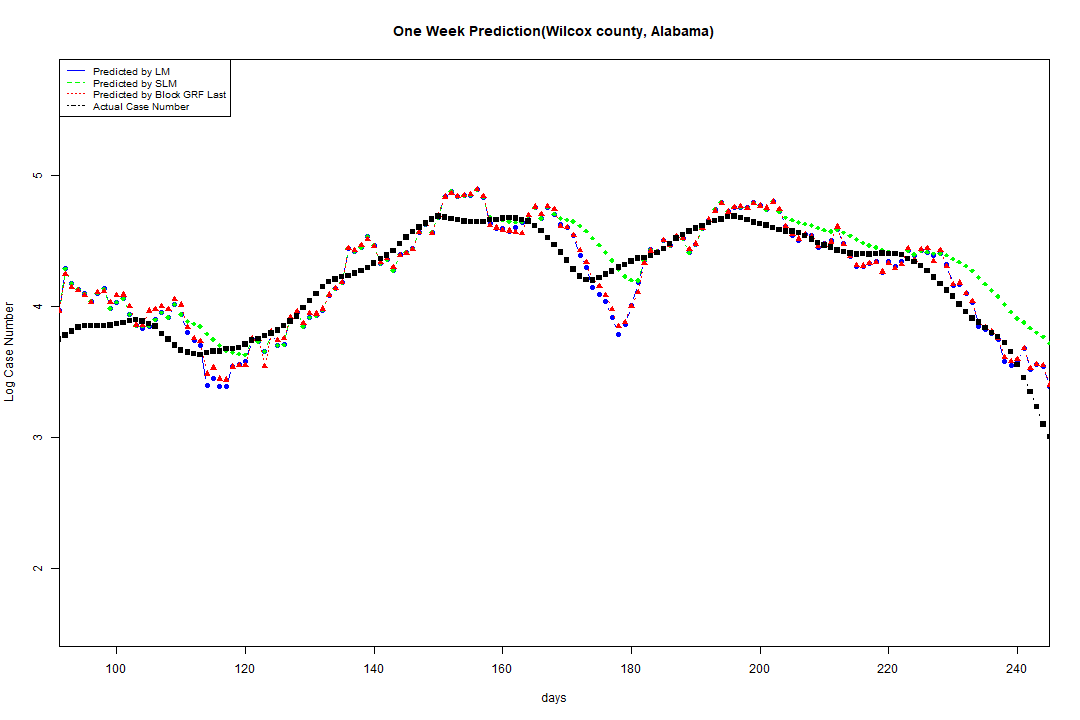 One Week Prediction(Wilcox county, Alabama)
Predicted by LM
Predicted by SLM
Predicted by Block GRF Last
Actual Case Number
5
4
3
2
Log Case Number
100 120 140 160 180 200 220 240
days